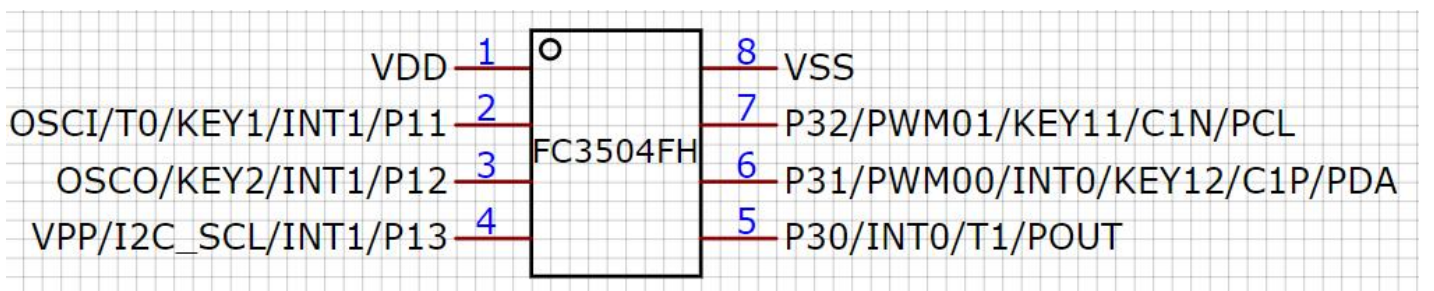 VDD 1 8 VSS
OSCI/T0/KEY1/INT1/P11 2 7 P32/PWM01/KEY11/C1N/PCL
FC3504FH
OSCO/KEY2/INT1/P12 3 6 P31/PWM00/INT0/KEY12/C1P/PDA
VPP/I2C_SCL/INT1/P13 4 5 P30/INT0/T1/POUT